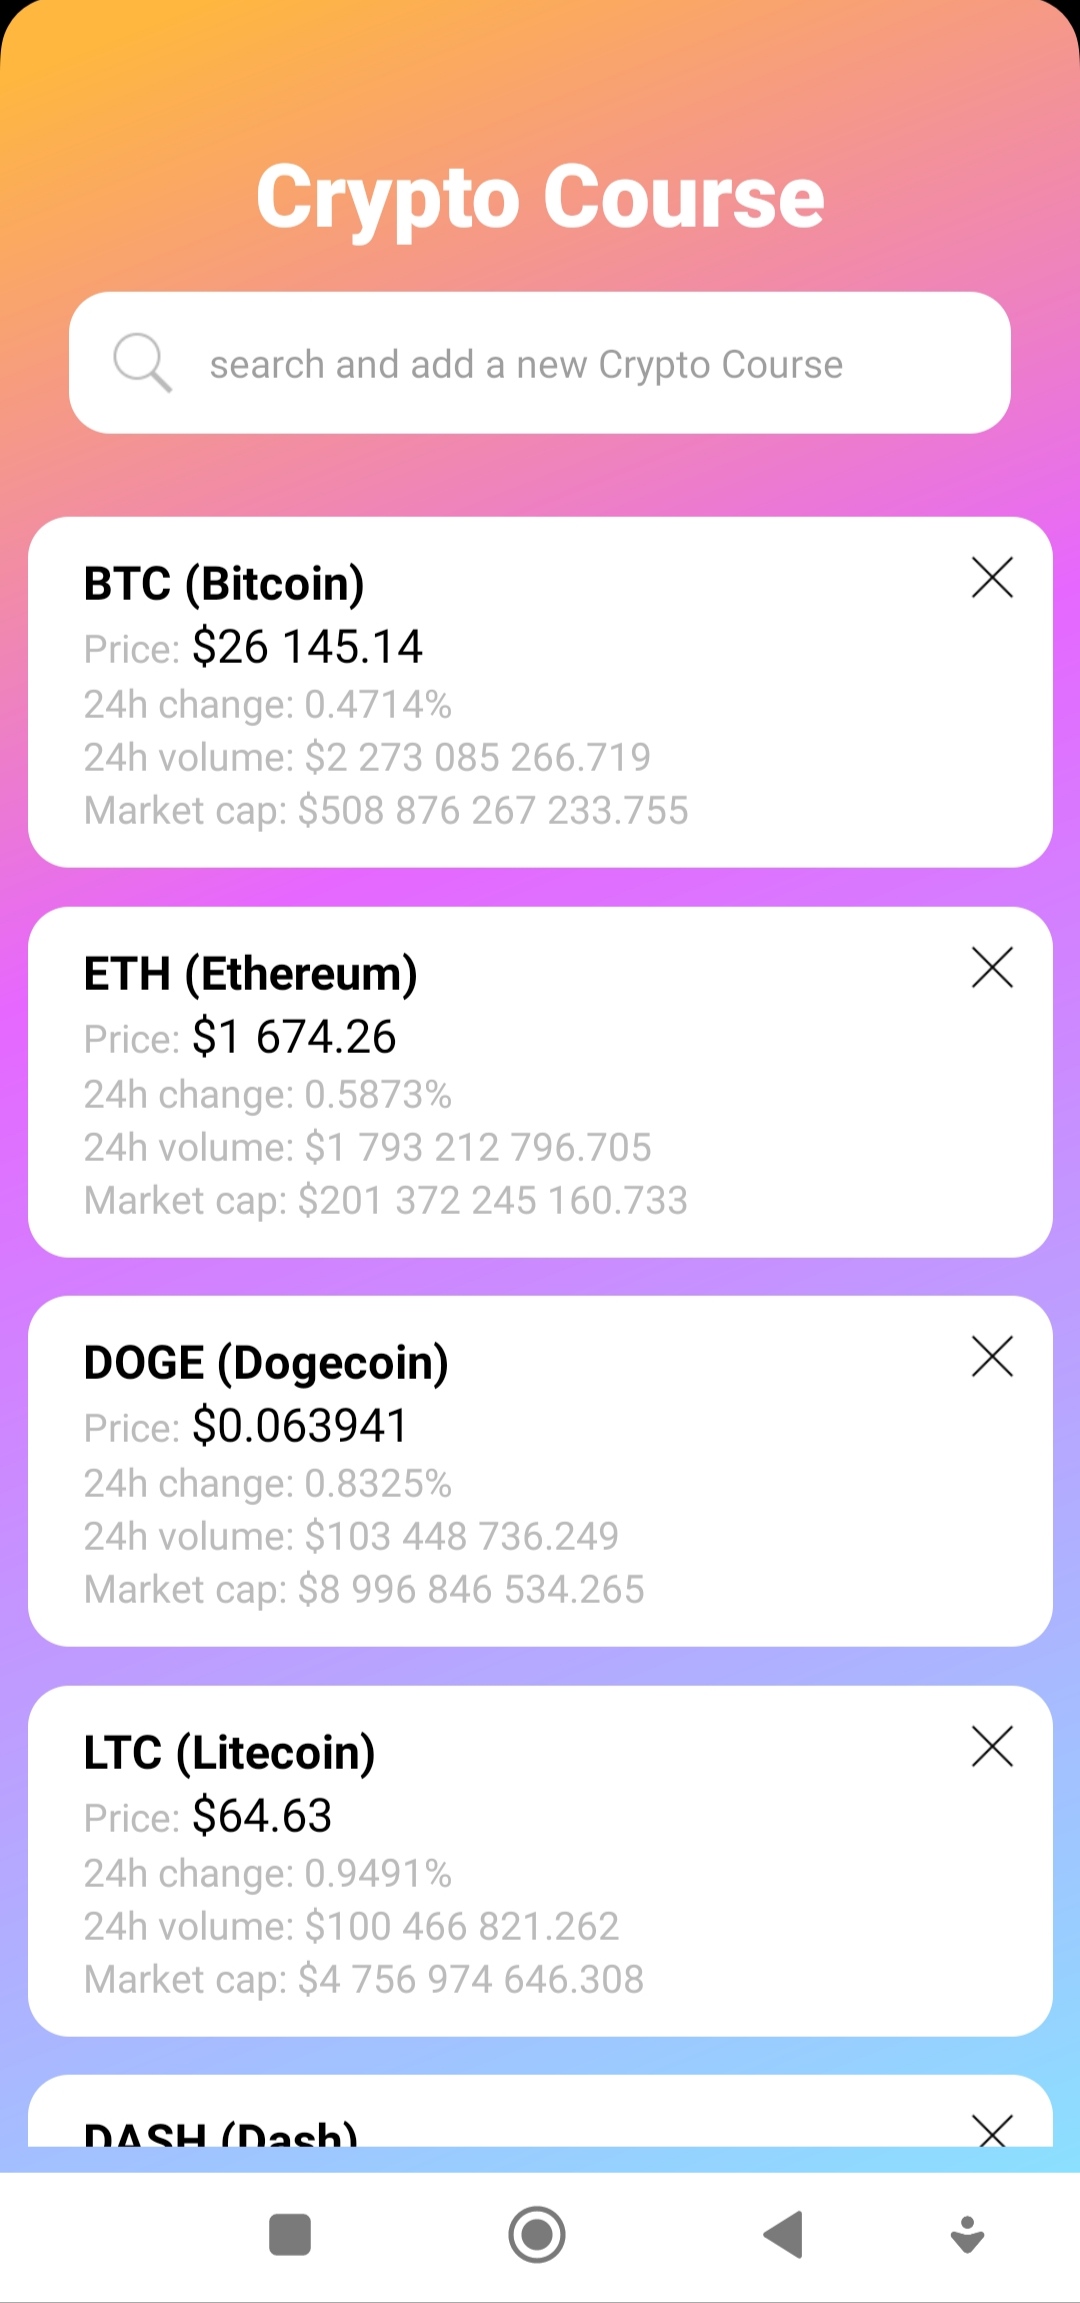 Crypto Course
search and add a new Crypto Course
BTC (Bitcoin)
Price: $26 145.14
24h change: 0.4714%
24h volume: $2 273 085 266.719
Market cap: $508 876 267 233.755
ETH (Ethereum)
Price: $1 674.26
24h change: 0.5873%
24h volume: $1 793 212 796.705
Market cap: $201 372 245 160.733
DOGE (Dogecoin)
Price: $0.063941
24h change: 0.8325%
24h volume: $103 448 736.249
Market cap: $8 996 846 534.265
LTC (Litecoin)
Price: $64.63
24h change: 0.9491%
24h volume: $100 466 821.262
Market cap: $4 756 974 646.308
DASH (Dash)